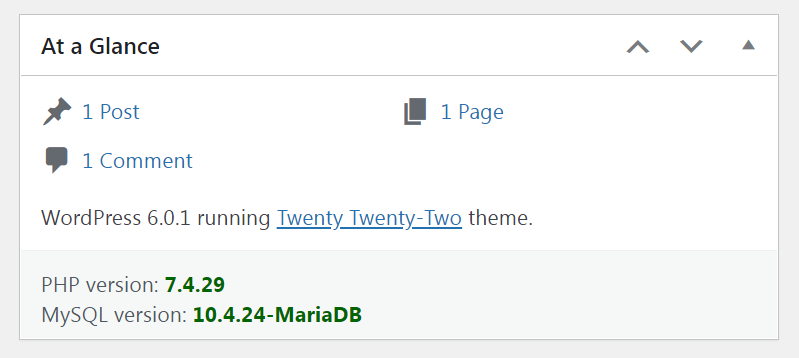 At a Glance
1 Post
1 Page
1 Comment
WordPress 6.0.1 running Twenty Twenty-Two theme.
PHP version: 7.4.29
MySQL version: 10.4.24-MariaDB